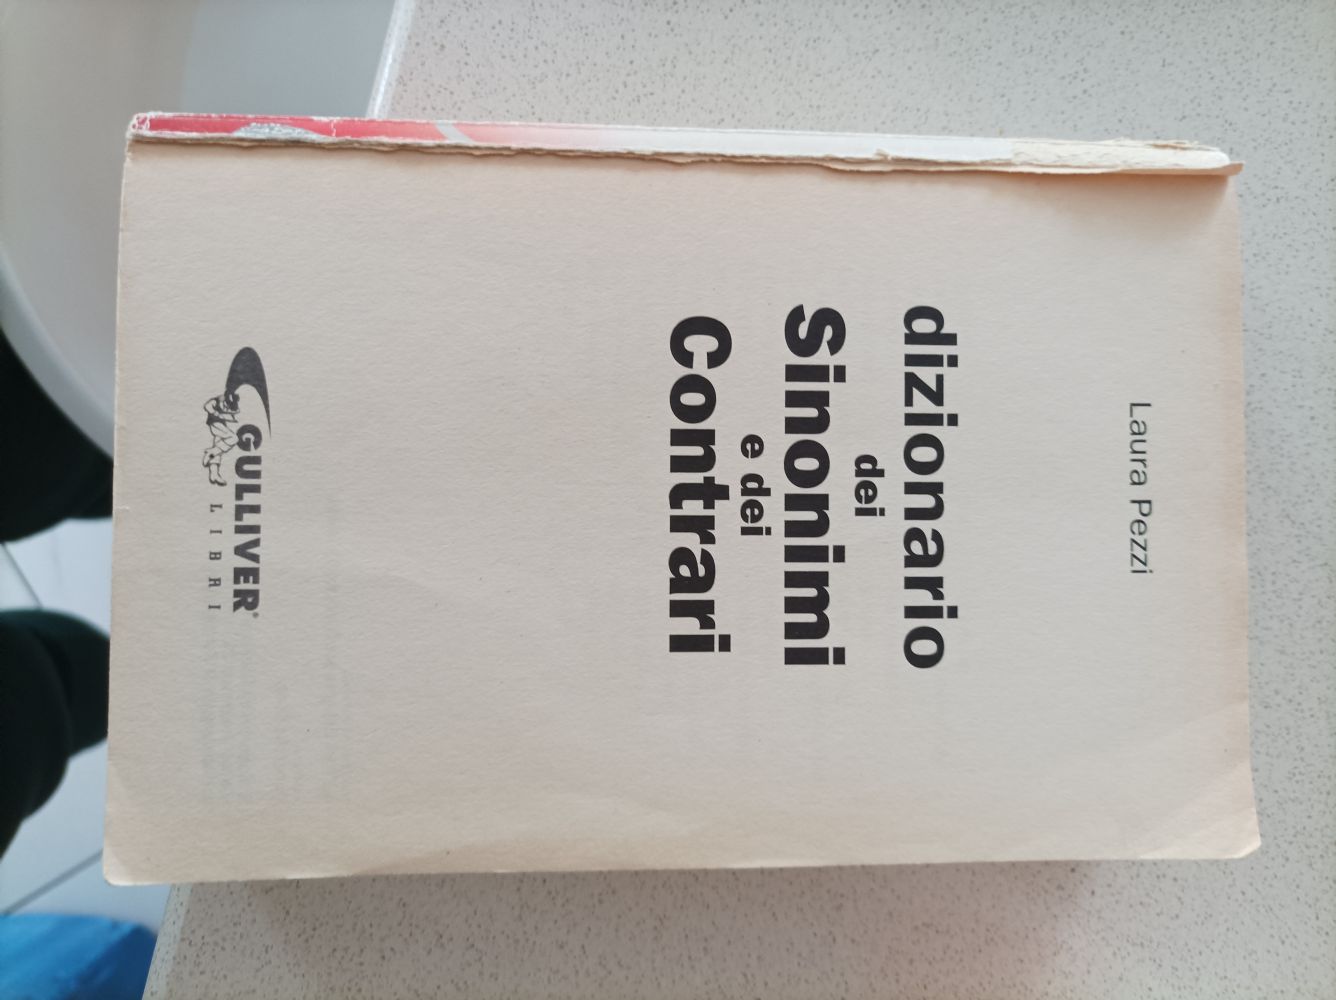 Laura Pezzi
dizionario
dei
Sinonimi
e dei
Contrari
GULLIVER®
LIBRI